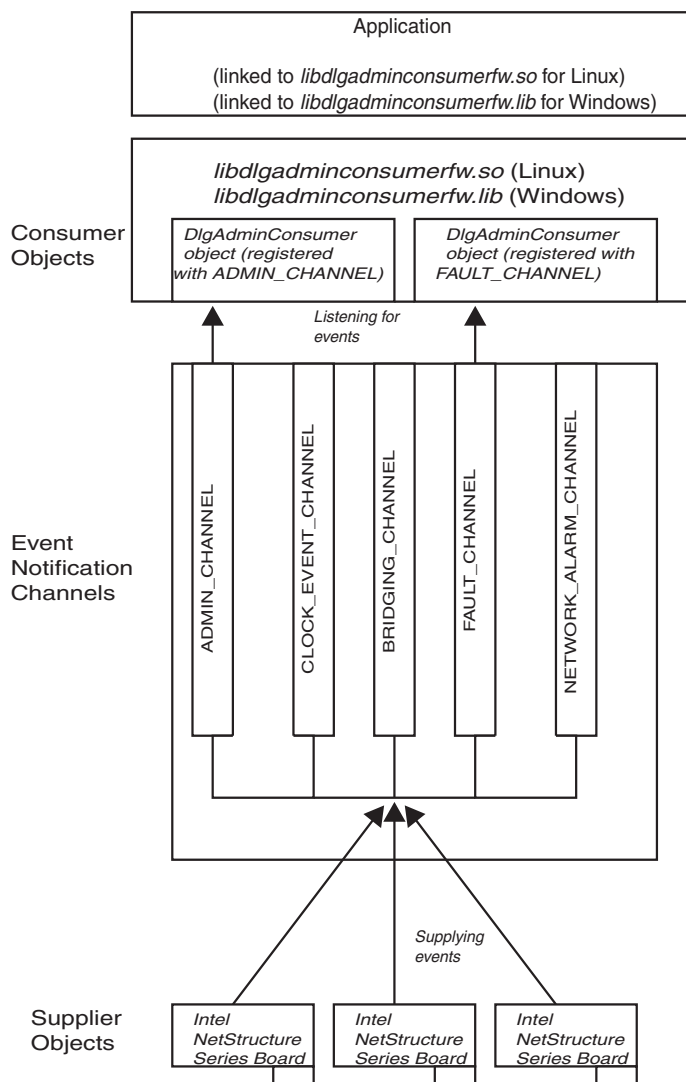 Application
(linked to libdlgadminconsumerfw.so for Linux)
(linked to libdlgadminconsumerfw.lib for Windows)
libdlgadminconsumerfw.so (Linux)
libdlgadminconsumerfw.lib (Windows)
Consumer
Objects
DlgAdminConsumer
object (registered
with ADMIN_CHANNEL)
DlgAdminConsumer
object (registered with
FAULT_CHANNEL)
Listening for
events
Event
Notification
Channels
ADMIN_CHANNEL
CLOCK_EVENT_CHANNEL
BRIDGING_CHANNEL
FAULT_CHANNEL
NETWORK_ALARM_CHANNEL
Supplying
events
Supplier
Objects
Intel
NetStructure
Series Board
Intel
NetStructure
Series Board
Intel
NetStructure
Series Board